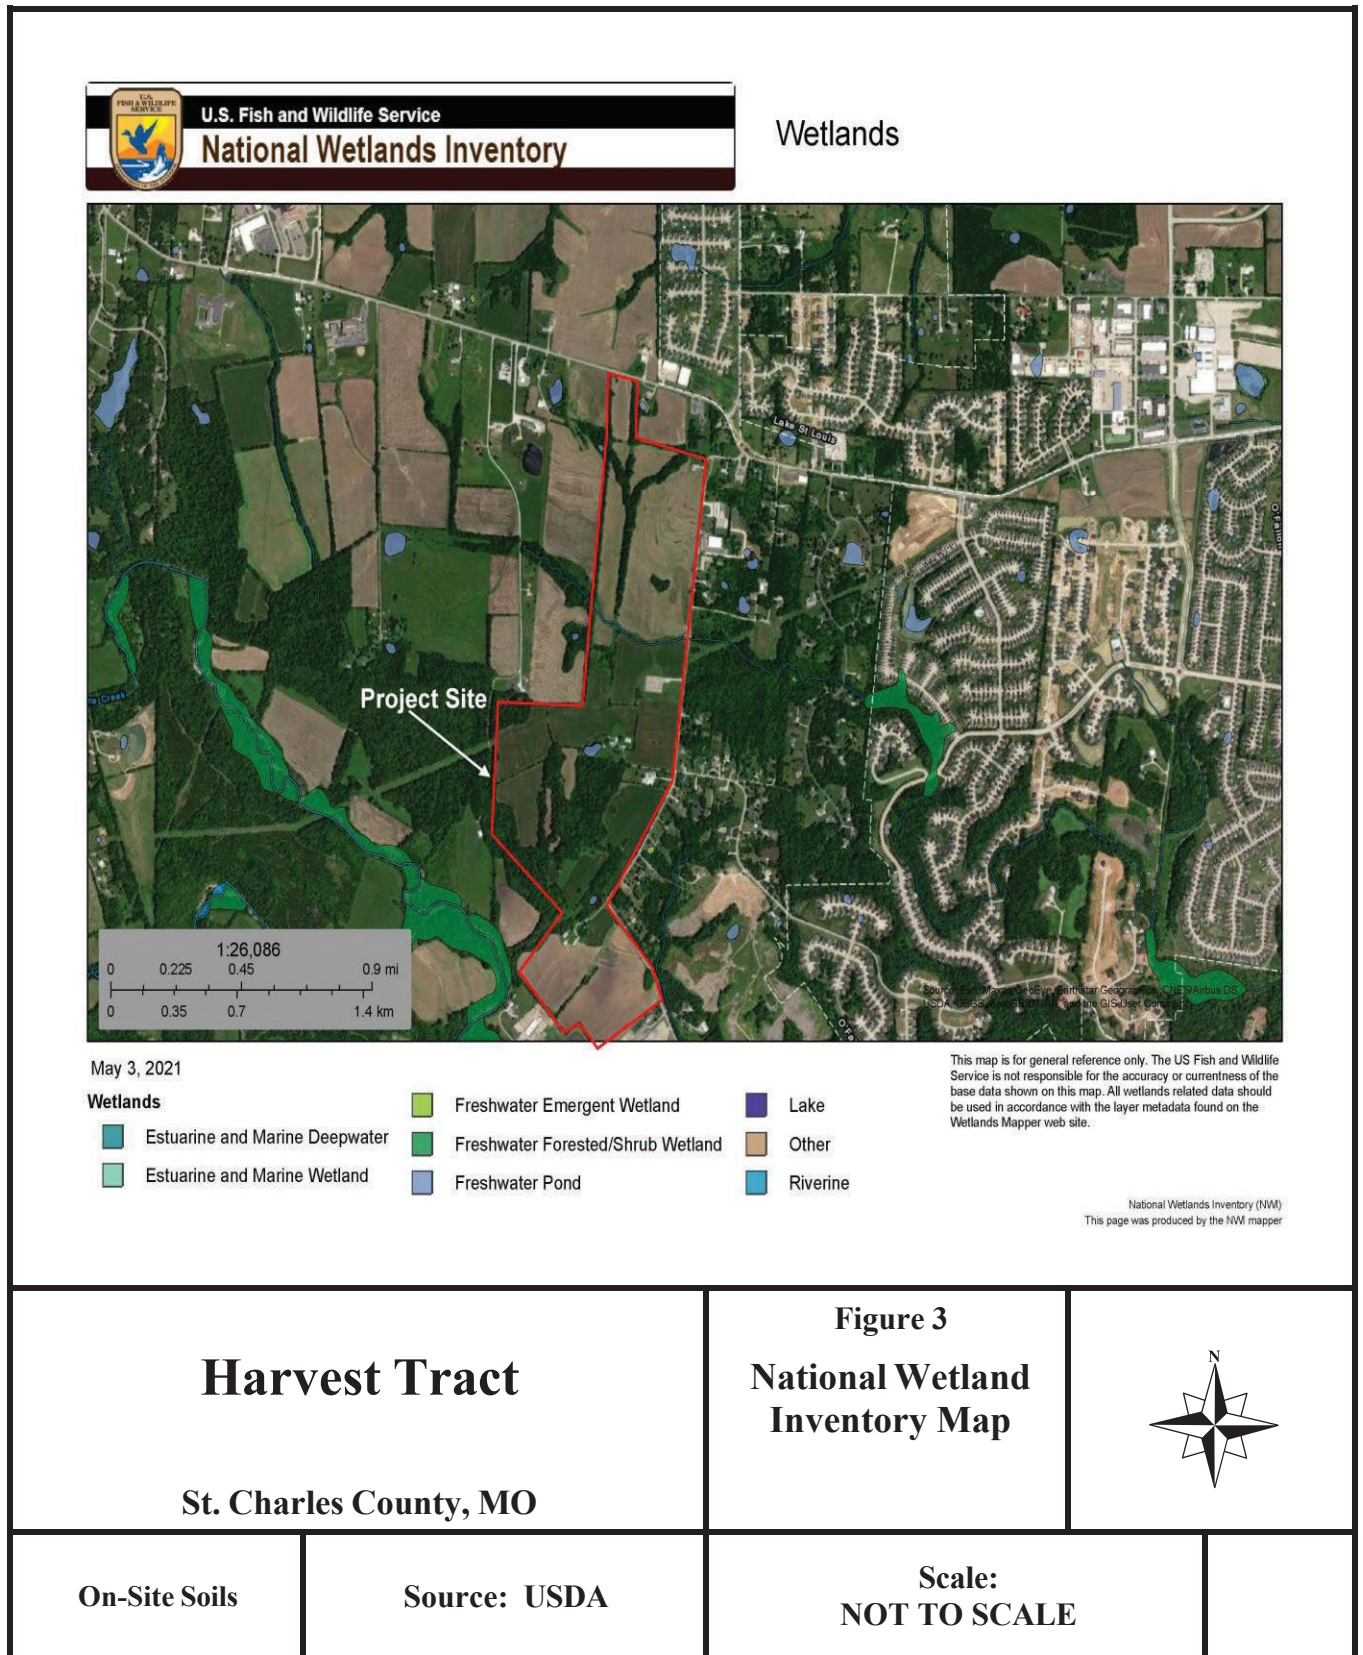 U.S.
FISH & WILDLIFE
SERVICE
U.S. Fish and Wildlife Service
National Wetlands Inventory
Wetlands
Lake St Louis
Project Site
Creek
1:26,086
0 0.225 0.45 0.9 mi
0 0.35 0.7 1.4 km
May 3, 2021
Wetlands
Estuarine and Marine Deepwater
Estuarine and Marine Wetland
Freshwater Emergent Wetland
Freshwater Forested/Shrub Wetland
Freshwater Pond
Lake
Other
Riverine
This map is for general reference only. The US Fish and Wildlife
Service is not responsible for the accuracy or currentness of the
base data shown on this map. All wetlands related data should
be used in accordance with the layer metadata found on the
Wetlands Mapper web site.
National Wetlands Inventory (NWI)
This page was produced by the NWI mapper
Harvest Tract
St. Charles County, MO
Figure 3
National Wetland
Inventory Map
N
On-Site Soils
Source: USDA
Scale:
NOT TO SCALE